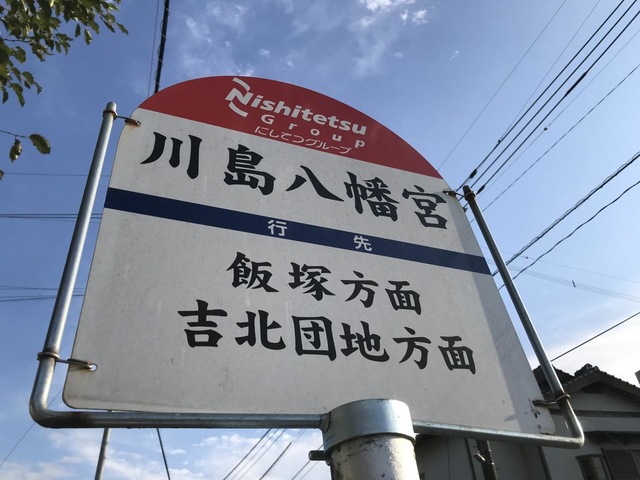 Nishitetsu
Group
にしてつグループ
川島八幡宮
行先
飯塚方面
吉北団地方面